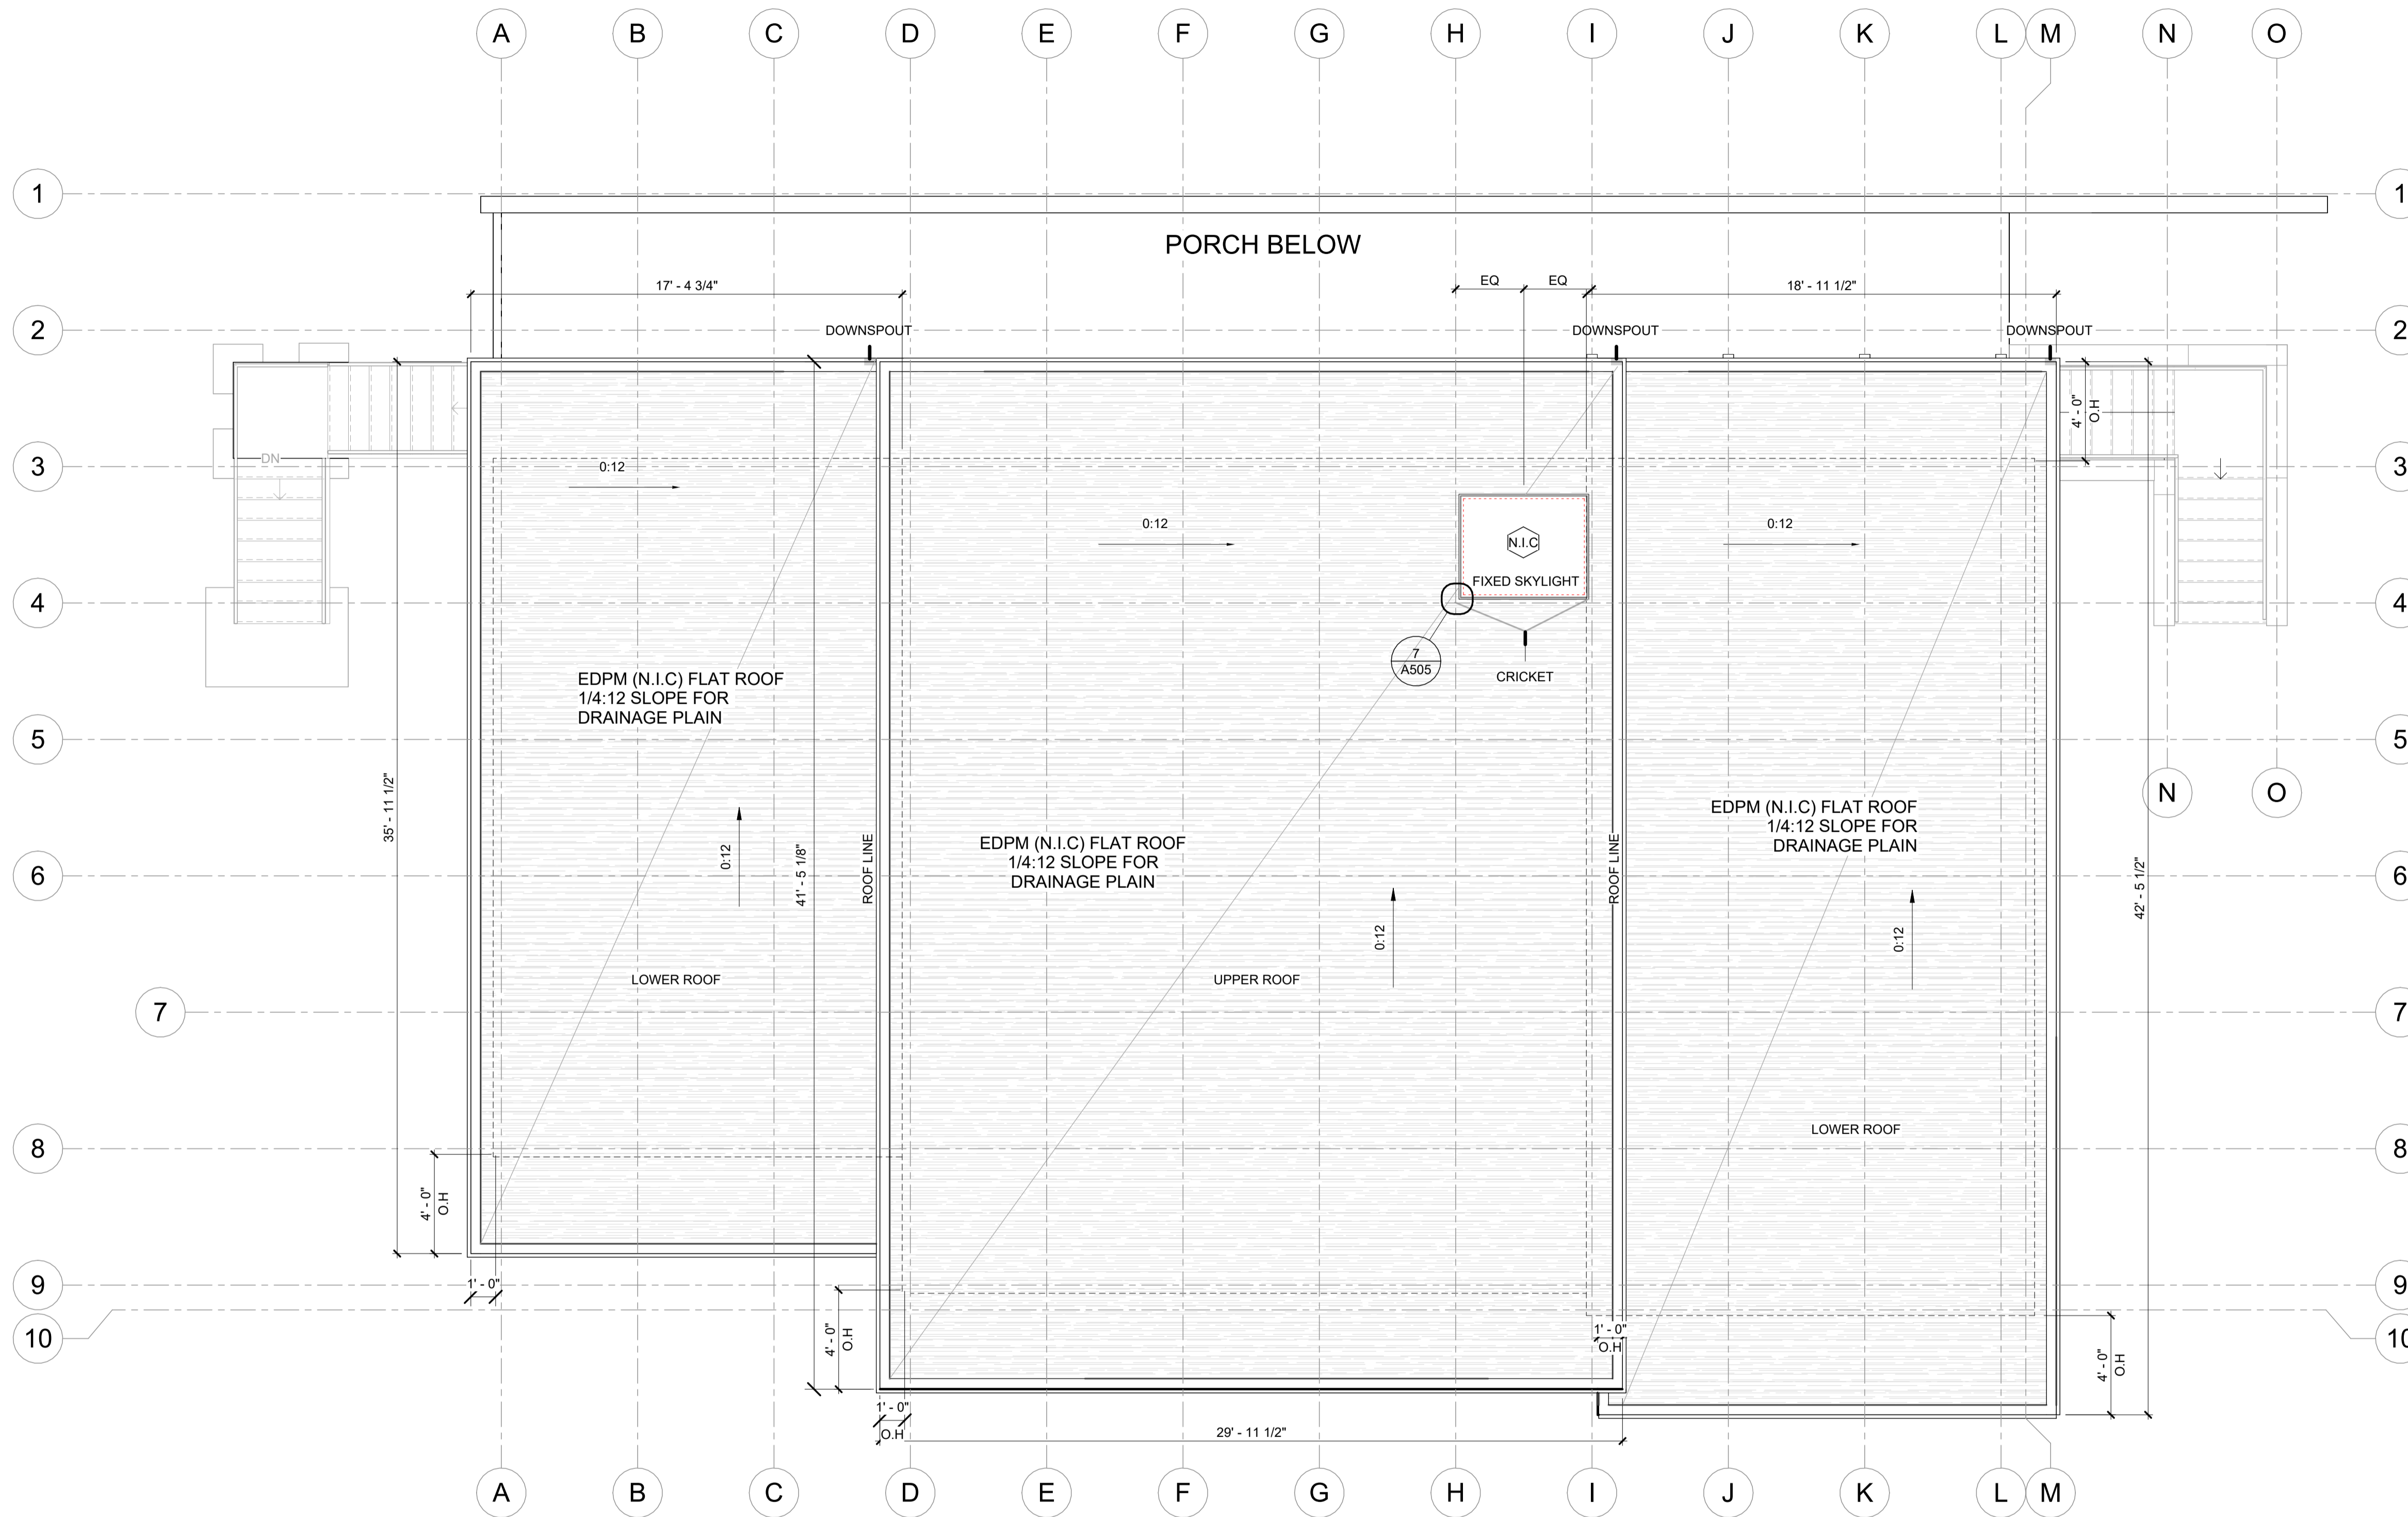 A B C D E F G H I J K L M N O
1 1
PORCH BELOW
17' - 4 3/4"
EQ EQ
18' - 11 1/2"
2 DOWNSPOUT DOWNSPOUT DOWNSPOUT 2
4' - 0"
O.H
DN
3 0:12 3
0:12 0:12
N.I.C
FIXED SKYLIGHT
4 4
7
A505
CRICKET
EDPM (N.I.C) FLAT ROOF
1/4:12 SLOPE FOR
DRAINAGE PLAIN
5 5
N O
35' - 11 1/2"
EDPM (N.I.C) FLAT ROOF
1/4:12 SLOPE FOR
DRAINAGE PLAIN
EDPM (N.I.C) FLAT ROOF
1/4:12 SLOPE FOR
DRAINAGE PLAIN
0:12
41' - 5 1/8"
ROOF LINE
ROOF LINE
42' - 5 1/2"
6 6
0:12
0:12
LOWER ROOF
UPPER ROOF
7 7
LOWER ROOF
8 8
4' - 0"
O.H
9 1' - 0" 9
10 10
4' - 0"
O.H
1' - 0"
O.H
4' - 0"
O.H
1' - 0"
O.H
29' - 11 1/2"
A B C D E F G H I J K L M